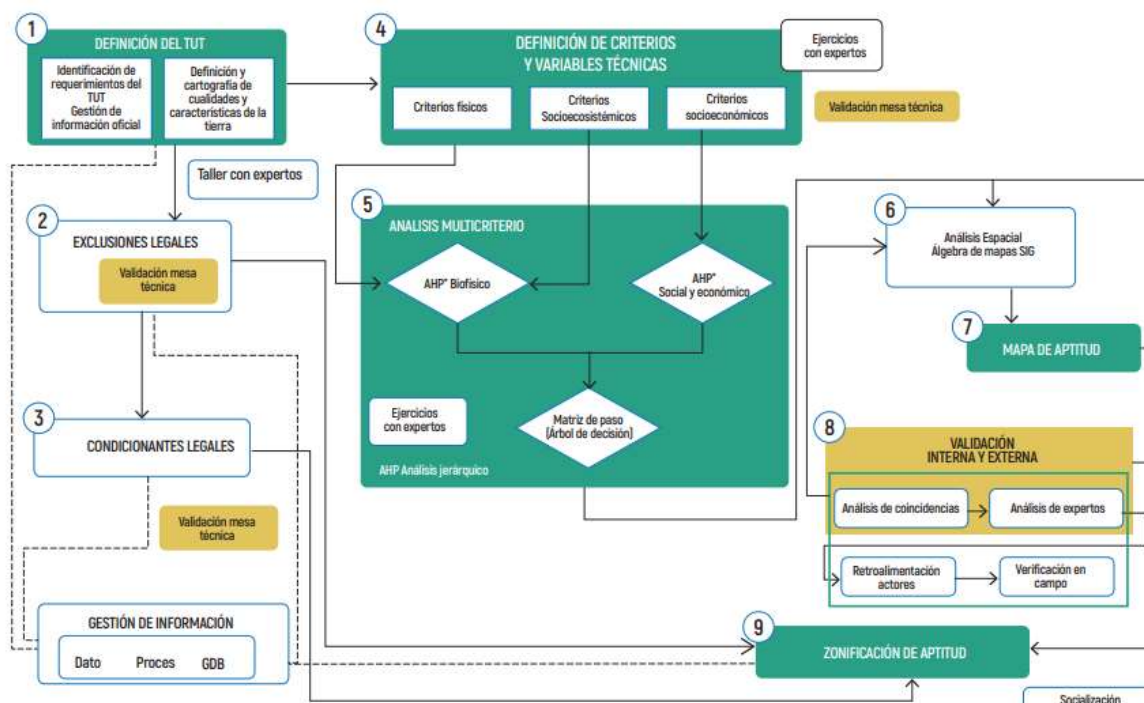 1
DEFINICIÓN DEL TUT
Identificación de
requerimientos del
TUT
Gestión de
información oficial
Definición y
cartografía de
cualidades y
características de la
tierra
Taller con expertos
2
EXCLUSIONES LEGALES
Validación mesa
técnica
3
CONDICIONANTES LEGALES
Validación mesa
técnica
GESTIÓN DE INFORMACIÓN
Dato Proces GDB
4
DEFINICIÓN DE CRITERIOS
Y VARIABLES TÉCNICAS
Ejercicios
con expertos
Criterios físicos
Criterios
Socioecosistémicos
Criterios
socioeconómicos
Validación mesa técnica
5
ANALISIS MULTICRITERIO
AHP* Biofísico
AHP*
Social y económico
Matriz de paso
(Árbol de decisión)
Ejercicios
con expertos
AHP Análisis jerárquico
6
Análisis Espacial
Álgebra de mapas SIG
7
MAPA DE APTITUD
8
VALIDACIÓN
INTERNA Y EXTERNA
Análisis de coincidencias
Análisis de expertos
Retroalimentación
actores
Verificación en
campo
9
ZONIFICACIÓN DE APTITUD
Socialización